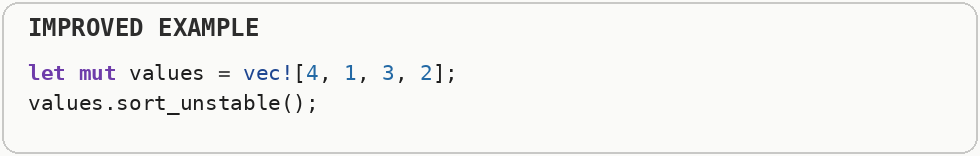 IMPROVED EXAMPLE
let mut values = vec![4, 1, 3, 2];
values.sort_unstable();